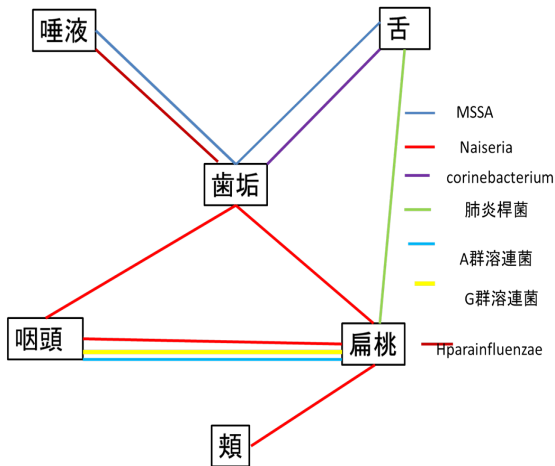 唾液
舌
MSSA
Naiseria
corinebacterium
歯垢
肺炎桿菌
A群溶連菌
G群溶連菌
咽頭
扁桃
Hparainfluenzae
頬